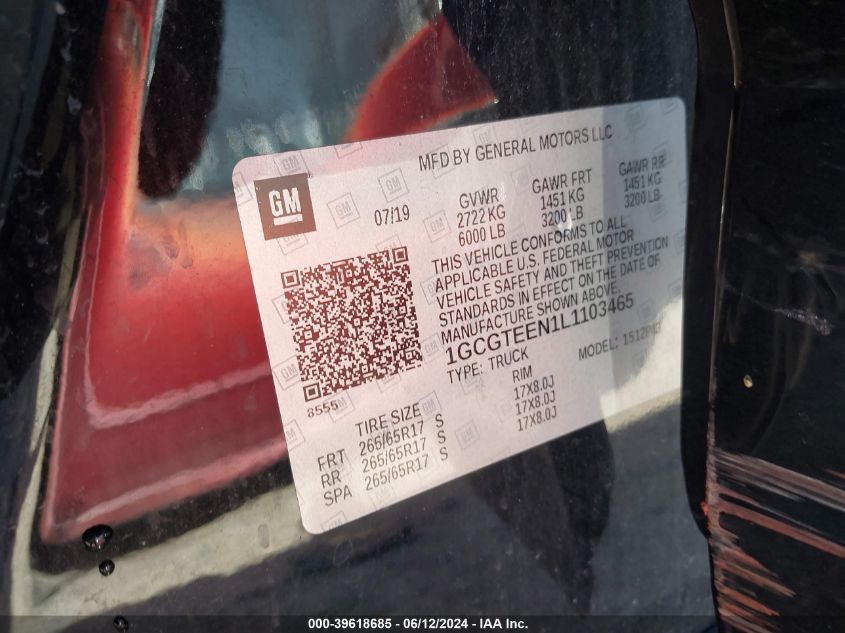 MFD BY GENERAL MOTORS LLC
GM
07/19
GVWR GAWR FRT GAWR RR
2722 KG 1451 KG 1451 KG
6000 LB 3200 LB 3200 LB
THIS VEHICLE CONFORMS TO ALL
APPLICABLE U.S. FEDERAL MOTOR
VEHICLE SAFETY AND THEFT PREVENTION
STANDARDS IN EFFECT ON THE DATE OF
MANUFACTURE SHOWN ABOVE.
1GCGTEEN1L1103465
TYPE: TRUCK MODEL:
8555
TIRE SIZE RIM
FRT 265/65R17 S 17X8.0J
RR 265/65R17 S 17X8.0J
SPA 265/65R17 S 17X8.0J
000-39618685 - 06/12/2024 - IAA Inc.